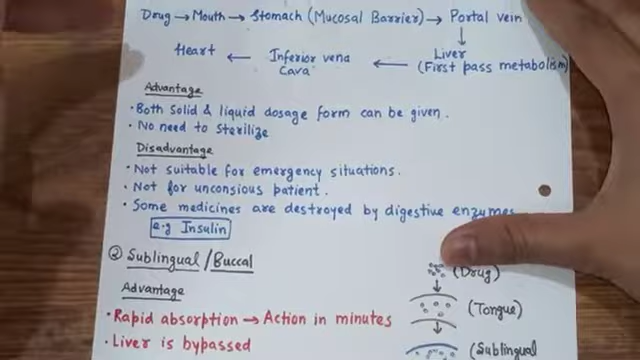 Drug → Mouth → Stomach (Mucosal Barrier) → Portal vein
↓
Heart ← Inferior vena Cava ← Liver
(First pass metabolism)
Advantage
• Both solid & liquid dosage form can be given.
• No need to sterilize
Disadvantage
• Not suitable for emergency situations.
• Not for unconsious patient.
• Some medicines are destroyed by digestive enzymes
e.g Insulin
② Sublingual/Buccal
(Drug)
Advantage
(Tongue)
• Rapid absorption → Action in minutes
• Liver is bypassed
(Sublingual